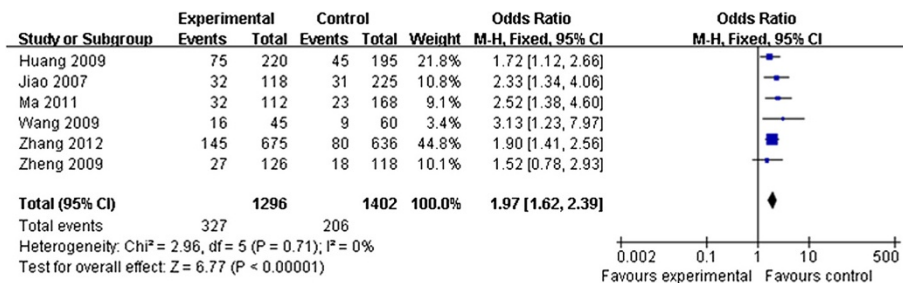 Experimental Control Odds Ratio Odds Ratio
Study or Subgroup Events Total Events Total Weight M-H, Fixed, 95% CI M-H, Fixed, 95% CI
Huang 2009 75 220 45 195 21.8% 1.72 [1.12, 2.66]
Jiao 2007 32 118 31 225 10.8% 2.33 [1.34, 4.06]
Ma 2011 32 112 23 168 9.1% 2.52 [1.38, 4.60]
Wang 2009 16 45 9 60 3.4% 3.13 [1.23, 7.97]
Zhang 2012 145 675 80 636 44.8% 1.90 [1.41, 2.56]
Zheng 2009 27 126 18 118 10.1% 1.52 [0.78, 2.93]
Total (95% CI) 1296 1402 100.0% 1.97 [1.62, 2.39]
Total events 327 206
Heterogeneity: Chi² = 2.96, df = 5 (P = 0.71); I² = 0%
Test for overall effect: Z = 6.77 (P < 0.00001)
0.002 0.1 1 10 500
Favours experimental Favours control